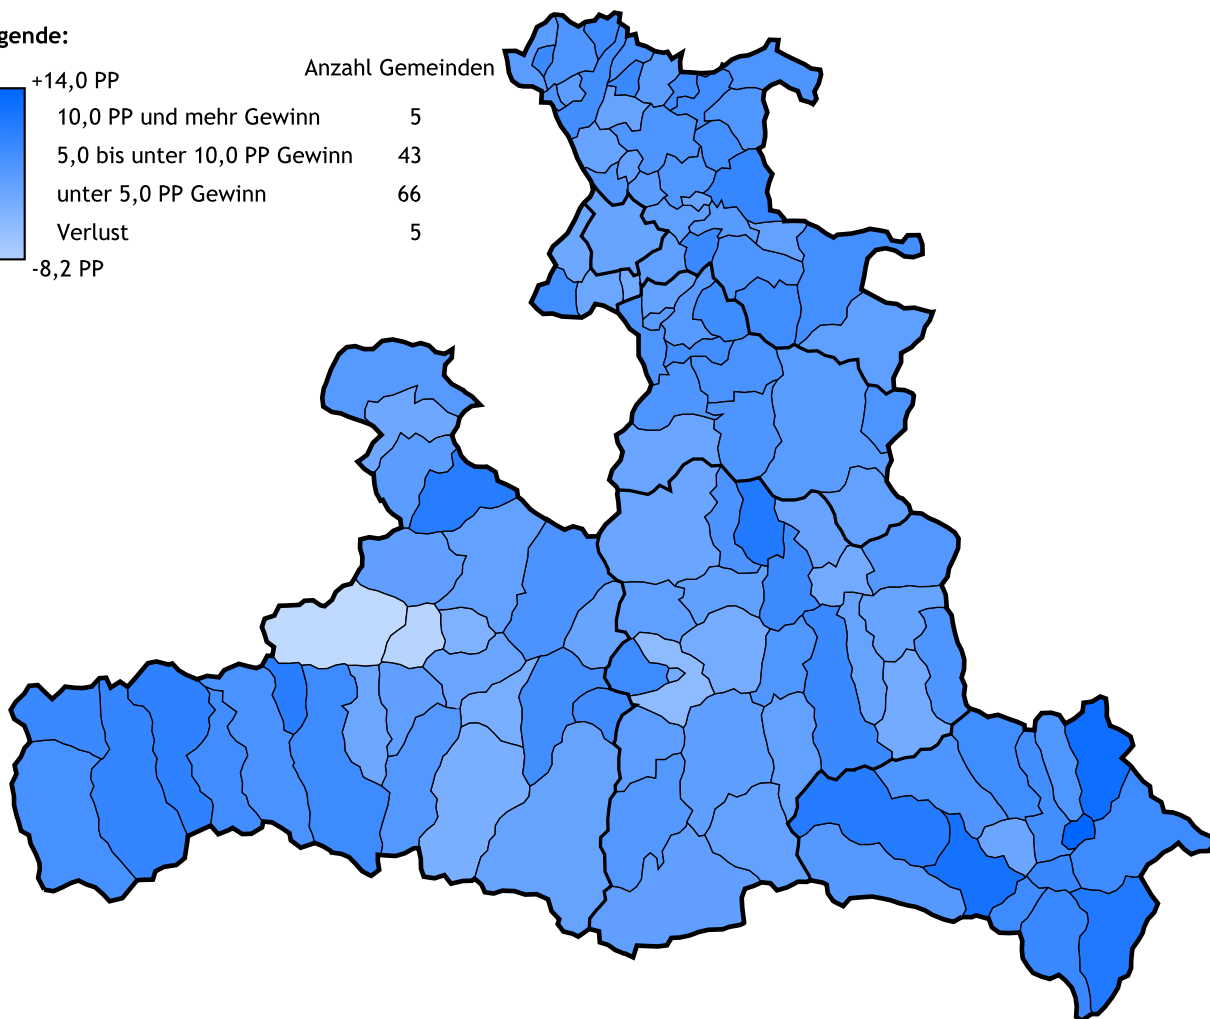 gende:
+14,0 PP
Anzahl Gemeinden
10,0 PP und mehr Gewinn 5
5,0 bis unter 10,0 PP Gewinn 43
unter 5,0 PP Gewinn 66
Verlust 5
-8,2 PP